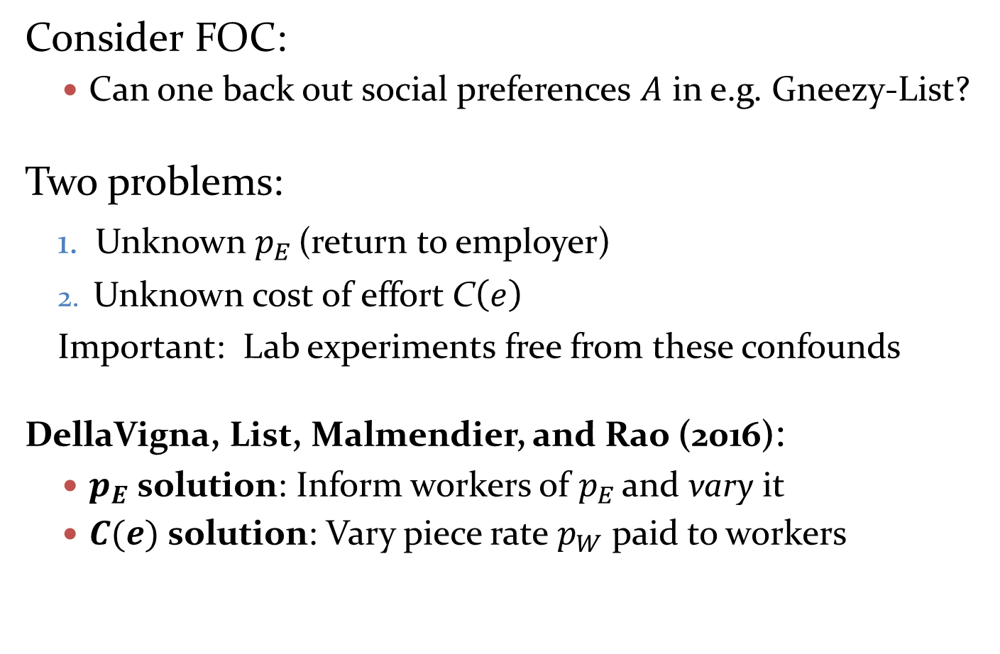 Consider FOC:
• Can one back out social preferences A in e.g. Gneezy-List?
Two problems:
1. Unknown p_E (return to employer)
2. Unknown cost of effort C(e)
Important: Lab experiments free from these confounds
DellaVigna, List, Malmendier, and Rao (2016):
• p_E solution: Inform workers of p_E and vary it
• C(e) solution: Vary piece rate p_W paid to workers